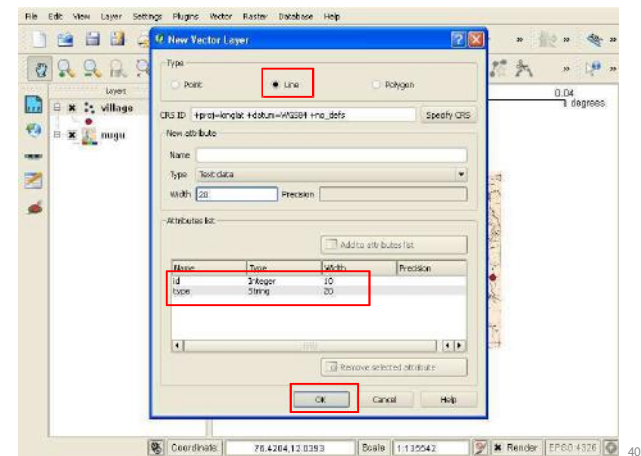 File Edit View Layer Settings Plugins Vector Raster Database Help
New Vector Layer
Type
Point Line Polygon
CRS ID +proj=longlat +datum=WGS84 +no_defs Specify CRS
New attribute
Name
Type Text data
Width 20 Precision
Attributes list
Add to attributes list
Name Type Width Precision
id Integer 10
type String 20
Remove selected attribute
OK Cancel Help
Layers
village
nugu
0.04
degrees
Coordinate: 76.4204,12.0393 Scale 1:135542 Render EPSG:4326
40